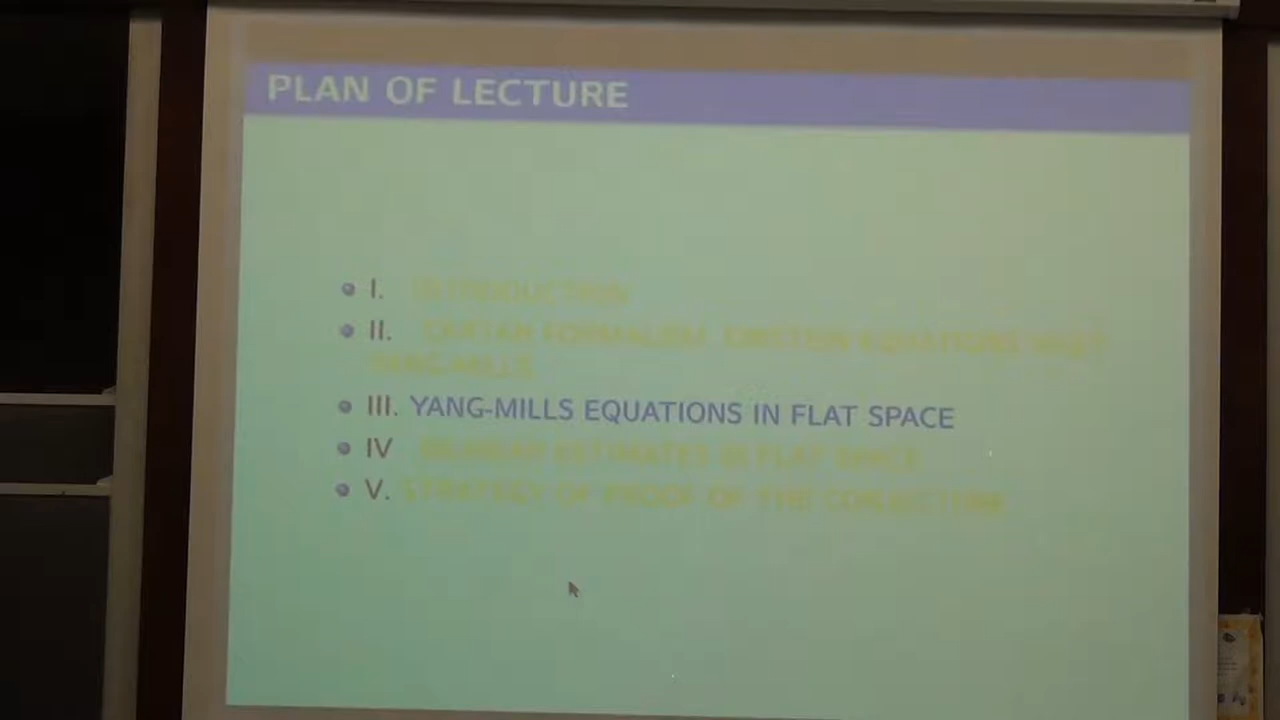 PLAN OF LECTURE
I. INTRODUCTION
II. CARTAN FORMALISM. EINSTEIN EQUATIONS
YANG-MILLS
III. YANG-MILLS EQUATIONS IN FLAT SPACE
IV BILINEAR ESTIMATES IN FLAT SPACE
V. STRATEGY OF PROOF OF THE CONJECTURE